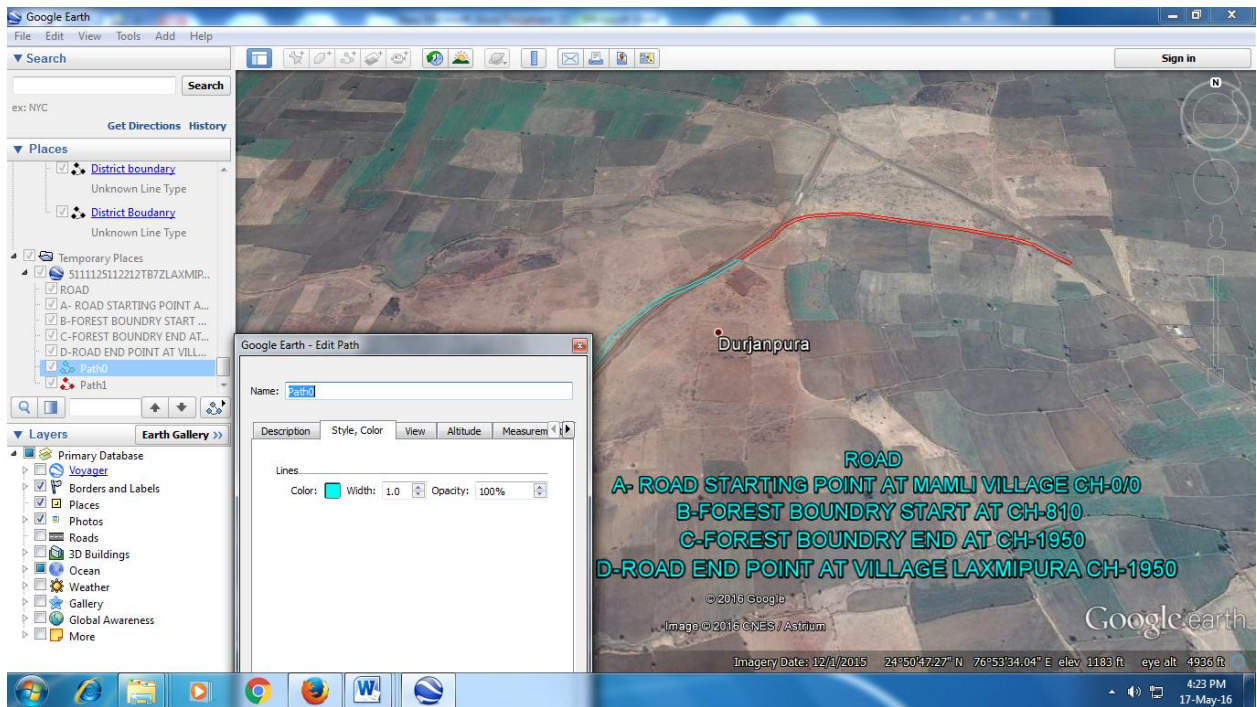 Google Earth
File Edit View Tools Add Help
Search
Sign in
N
Search
ex: NYC
Get Directions History
Places
District boundary
Unknown Line Type
District Boudanry
Unknown Line Type
Temporary Places
5111125112212TB7ZLAXMIP...
ROAD
A- ROAD STARTING POINT A...
B-FOREST BOUNDRY START ...
C-FOREST BOUNDRY END AT...
D-ROAD END POINT AT VILL...
Path0
Path1
Layers
Earth Gallery >>
Primary Database
Voyager
Borders and Labels
Places
Photos
Roads
3D Buildings
Ocean
Weather
Gallery
Global Awareness
More
Google Earth - Edit Path
Name: Path0
Description Style, Color View Altitude Measurem
Lines
Color: Width: 1.0 Opacity: 100%
Durjanpura
ROAD
A- ROAD STARTING POINT AT MAMLI VILLAGE CH-0/0
B-FOREST BOUNDRY START AT CH-810
C-FOREST BOUNDRY END AT CH-1950
D-ROAD END POINT AT VILLAGE LAXMIPURA CH-1950
© 2016 Google
Image © 2016 CNES / Astrium
Google earth
Imagery Date: 12/1/2015 24°50'47.27" N 76°53'34.04" E elev 1183 ft eye alt 4936 ft
4:23 PM
17-May-16